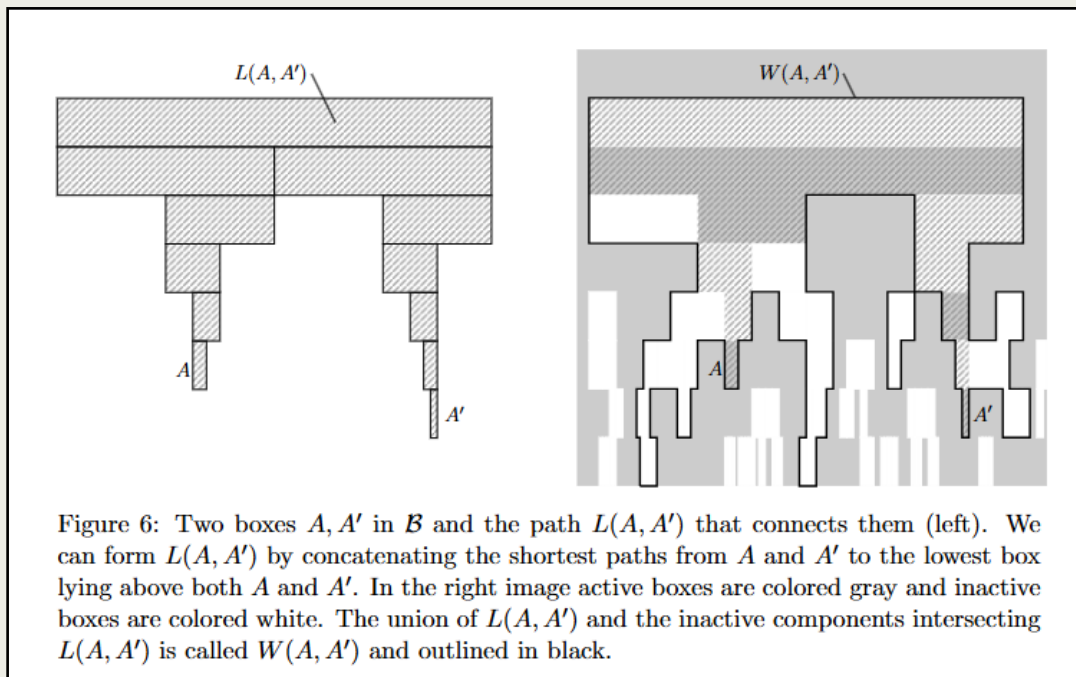 L(A, A′)
W(A, A′)
A
A′
A
A′
Figure 6: Two boxes A, A′ in B and the path L(A, A′) that connects them (left). We
can form L(A, A′) by concatenating the shortest paths from A and A′ to the lowest box
lying above both A and A′. In the right image active boxes are colored gray and inactive
boxes are colored white. The union of L(A, A′) and the inactive components intersecting
L(A, A′) is called W(A, A′) and outlined in black.